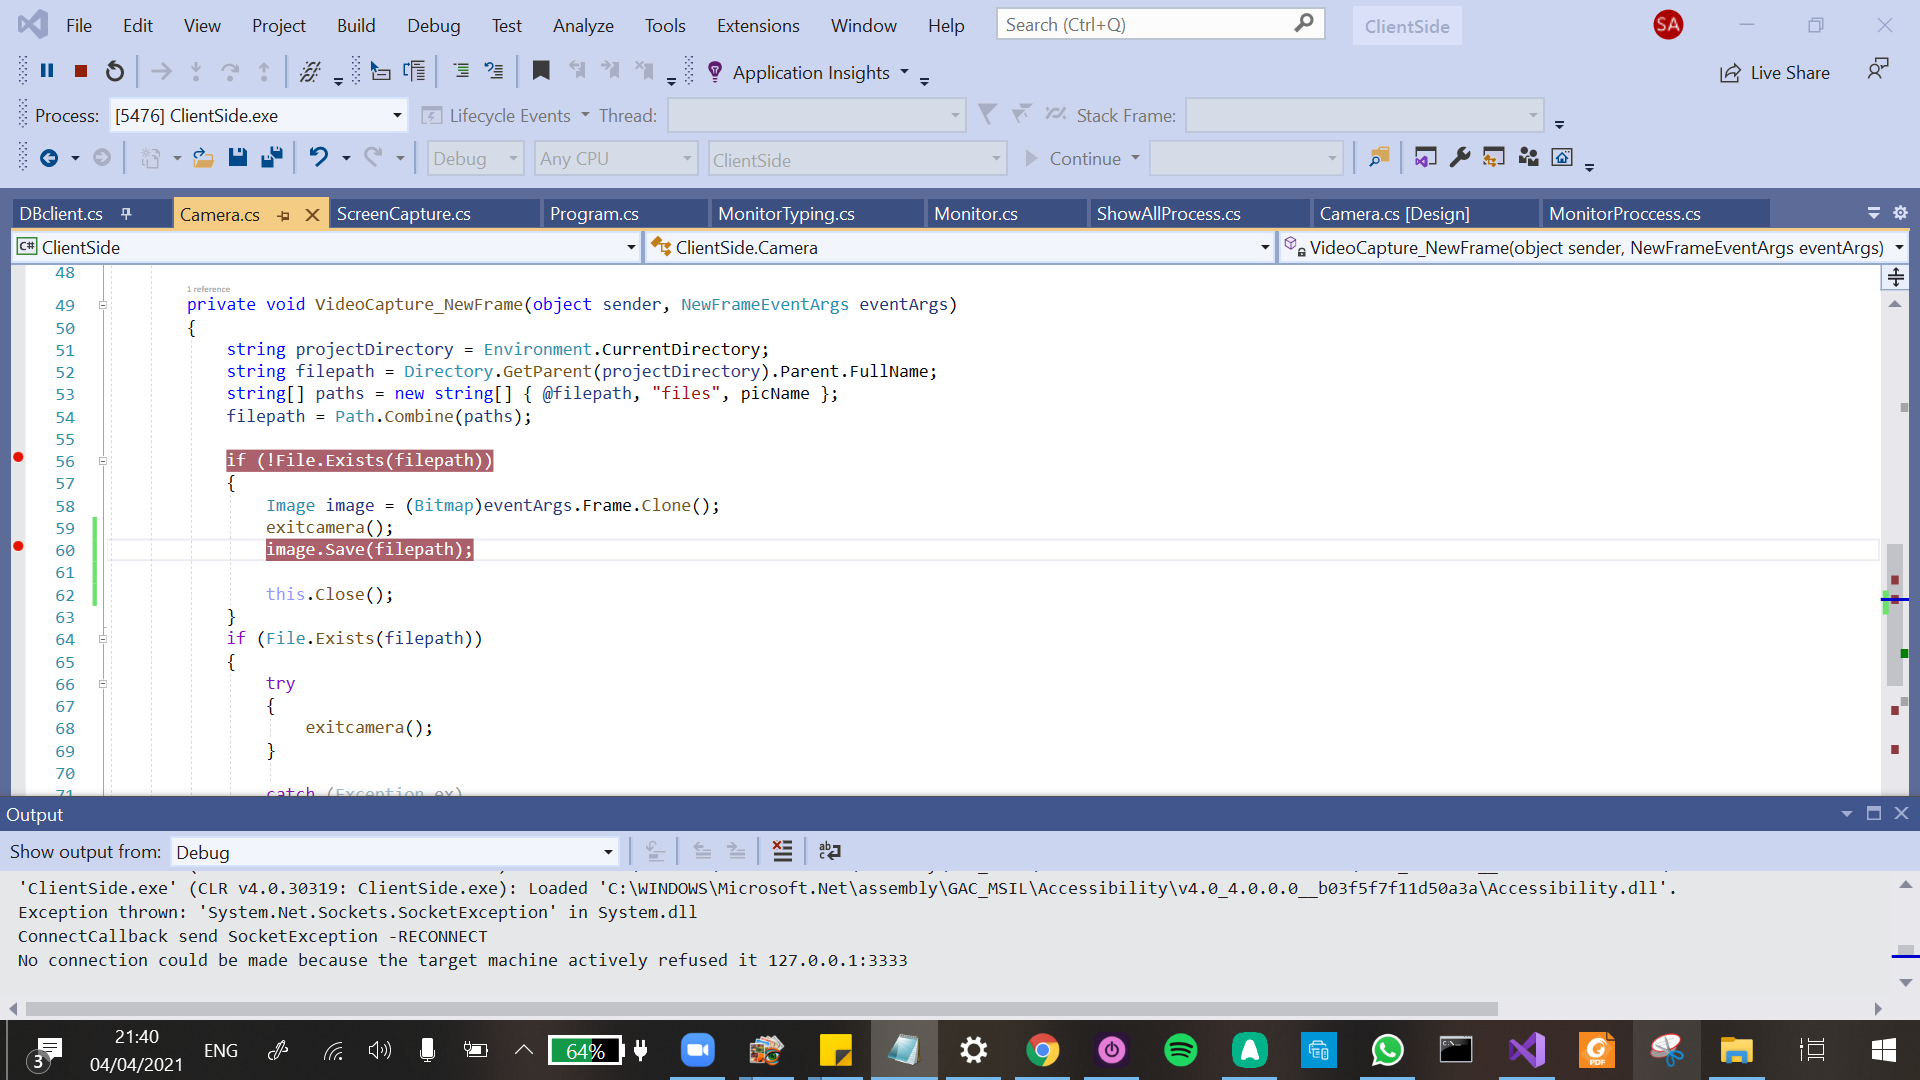 File Edit View Project Build Debug Test Analyze Tools Extensions Window Help Search (Ctrl+Q) ClientSide SA
Application Insights Live Share
Process: [5476] ClientSide.exe Lifecycle Events Thread: Stack Frame:
Debug Any CPU ClientSide Continue
DBclient.cs Camera.cs ScreenCapture.cs Program.cs MonitorTyping.cs Monitor.cs ShowAllProcess.cs Camera.cs [Design] MonitorProccess.cs
C# ClientSide ClientSide.Camera VideoCapture_NewFrame(object sender, NewFrameEventArgs eventArgs)
48
1 reference
49 private void VideoCapture_NewFrame(object sender, NewFrameEventArgs eventArgs)
50 {
51 string projectDirectory = Environment.CurrentDirectory;
52 string filepath = Directory.GetParent(projectDirectory).Parent.FullName;
53 string[] paths = new string[] { @filepath, "files", picName };
54 filepath = Path.Combine(paths);
55
56 if (!File.Exists(filepath))
57 {
58 Image image = (Bitmap)eventArgs.Frame.Clone();
59 exitcamera();
60 image.Save(filepath);
61
62 this.Close();
63 }
64 if (File.Exists(filepath))
65 {
66 try
67 {
68 exitcamera();
69 }
70
71 catch (Exception ex)
Output
Show output from: Debug
'ClientSide.exe' (CLR v4.0.30319: ClientSide.exe): Loaded 'C:\WINDOWS\Microsoft.Net\assembly\GAC_MSIL\Accessibility\v4.0_4.0.0.0__b03f5f7f11d50a3a\Accessibility.dll'.
Exception thrown: 'System.Net.Sockets.SocketException' in System.dll
ConnectCallback send SocketException -RECONNECT
No connection could be made because the target machine actively refused it 127.0.0.1:3333
3 21:40 ENG 64%
04/04/2021
PDF